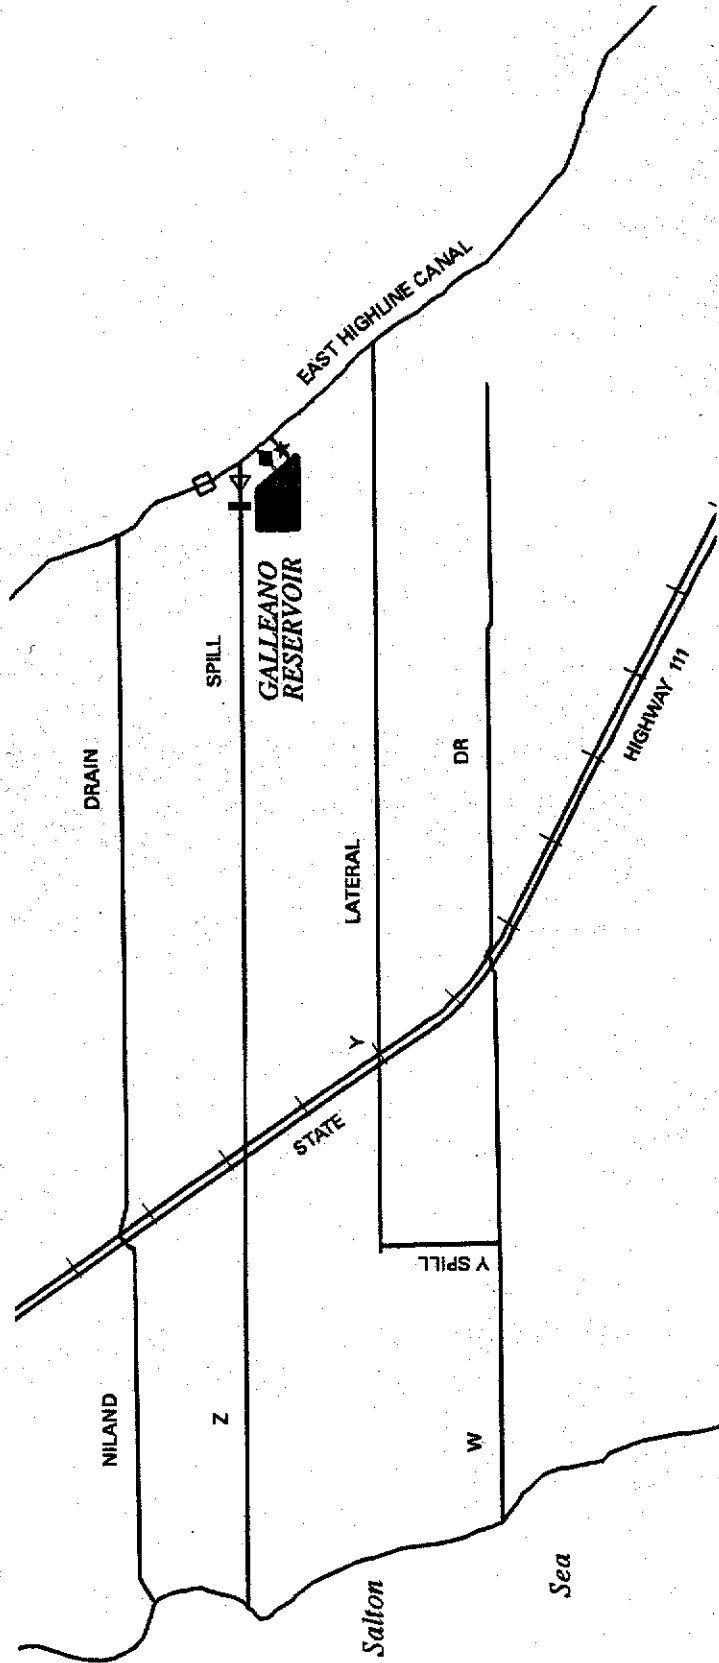 NILAND
DRAIN
Z
SPILL
GALLEANO
RESERVOIR
EAST HIGHLINE CANAL
STATE
HIGHWAY 111
Y
LATERAL
Y SPILL
W
DR
Salton
Sea